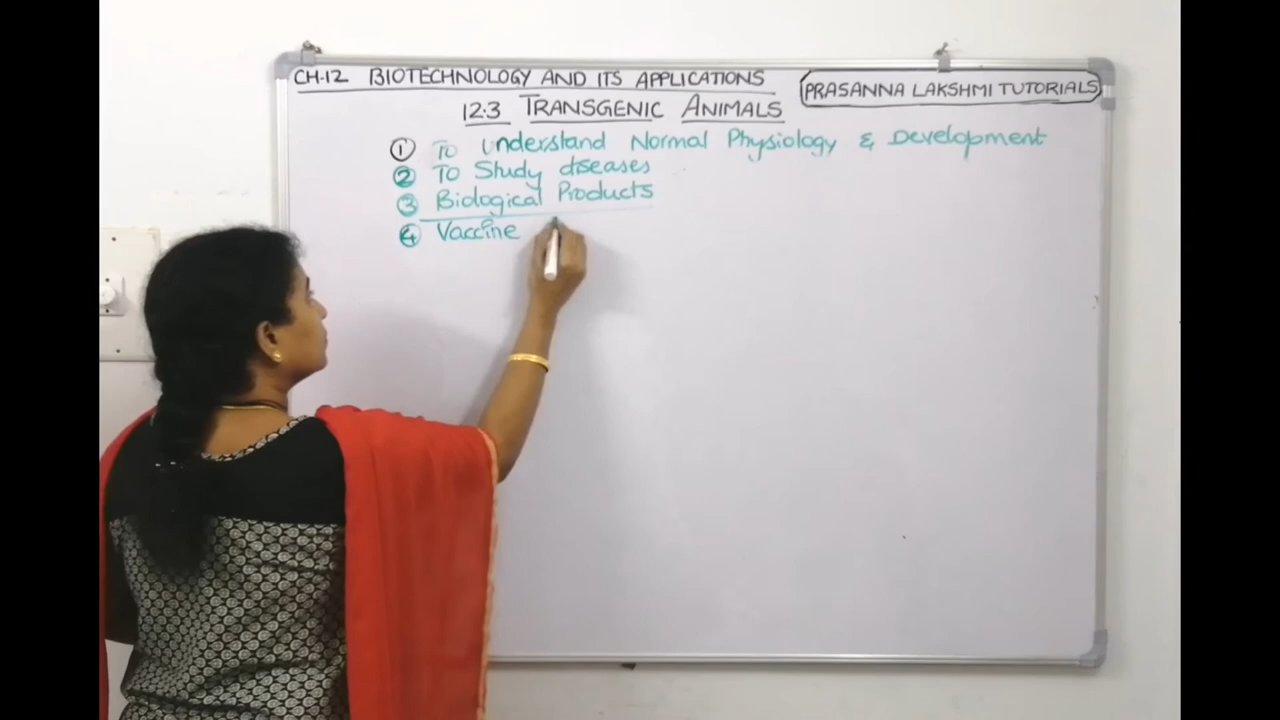 CH-12 BIOTECHNOLOGY AND ITS APPLICATIONS
PRASANNA LAKSHMI TUTORIALS
12.3 TRANSGENIC ANIMALS
① To Understand Normal Physiology & Development
② To Study diseases
③ Biological Products
④ Vaccine